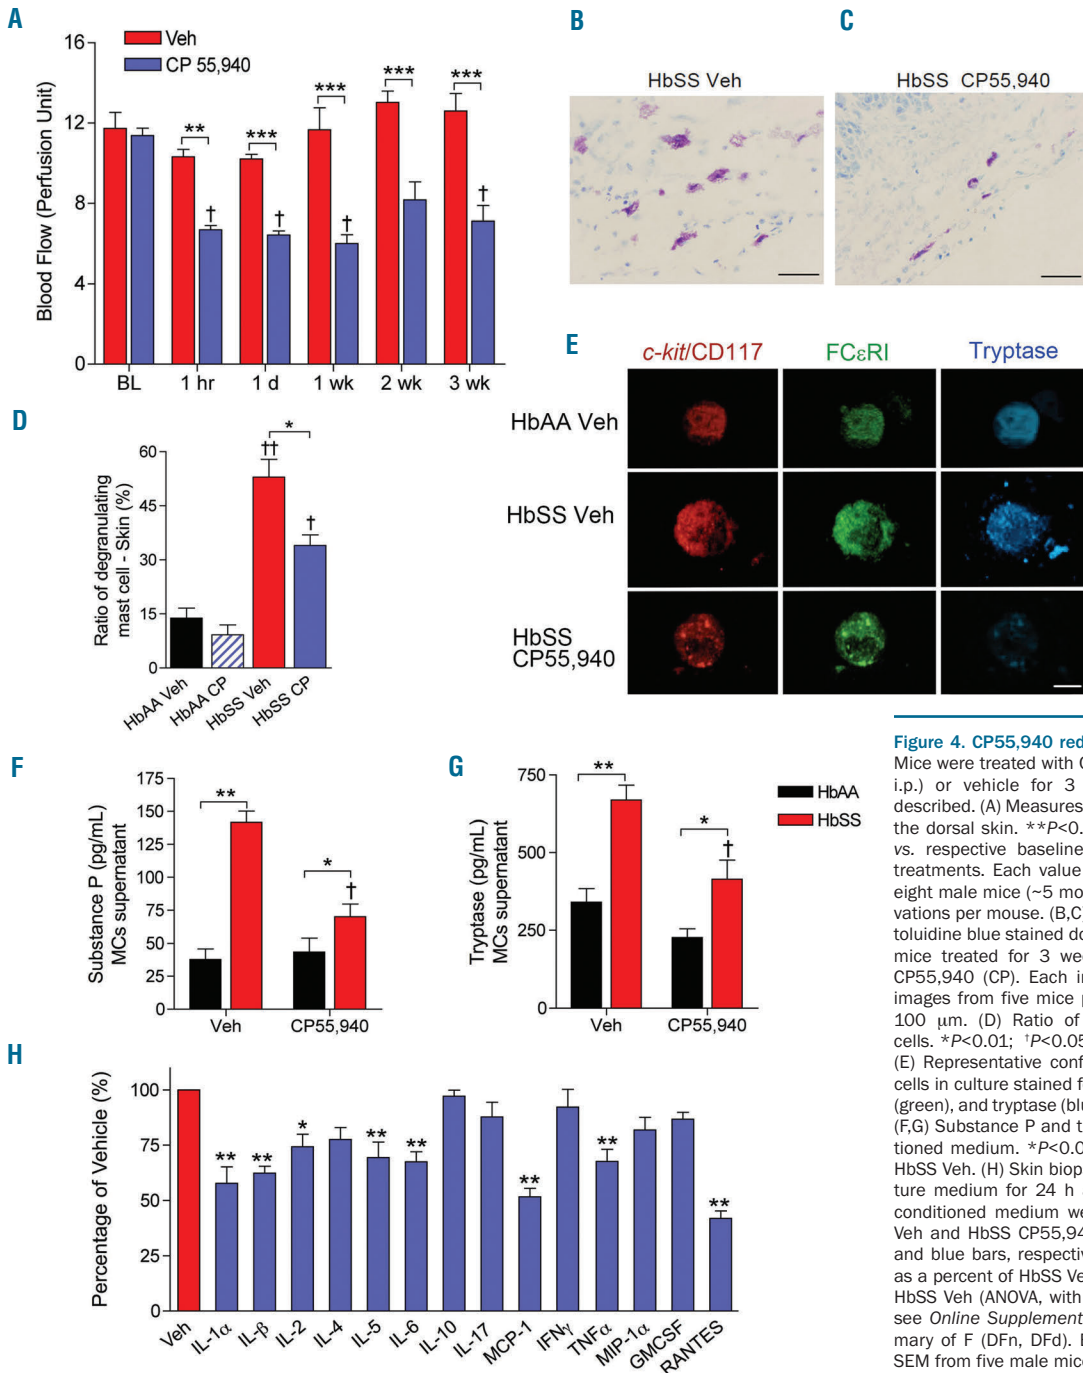 A
Veh
CP 55,940
Blood Flow (Perfusion Unit)
16
12
8
4
0
** *** *** *** ***
† † † †
BL 1 hr 1 d 1 wk 2 wk 3 wk
B
HbSS Veh
C
HbSS CP55,940
D
Ratio of degranulating
mast cell - Skin (%)
60
45
30
15
0
*
†† †
HbAA Veh HbAA CP HbSS Veh HbSS CP
E
c-kit/CD117 FCεRI Tryptase
HbAA Veh
HbSS Veh
HbSS
CP55,940
F
Substance P (pg/mL)
MCs supernatant
175
150
125
100
75
50
25
0
** * †
Veh CP55,940
G
Tryptase (pg/mL)
MCs supernatant
750
500
250
0
** * †
Veh CP55,940
HbAA
HbSS
H
Percentage of Vehicle (%)
100
75
50
25
0
** ** * ** ** ** ** **
Veh IL-1α IL-β IL-2 IL-4 IL-5 IL-6 IL-10 IL-17 MCP-1 IFNγ TNFα MIP-1α GMCSF RANTES
Figure 4. CP55,940 red
Mice were treated with C
i.p.) or vehicle for 3
described. (A) Measures
the dorsal skin. **P<0.
vs. respective baseline
treatments. Each value
eight male mice (~5 mo
vations per mouse. (B,C
toluidine blue stained do
mice treated for 3 wee
CP55,940 (CP). Each in
images from five mice p
100 μm. (D) Ratio of
cells. *P<0.01; †P<0.05
(E) Representative conf
cells in culture stained f
(green), and tryptase (blu
(F,G) Substance P and t
tioned medium. *P<0.0
HbSS Veh. (H) Skin biop
ture medium for 24 h
conditioned medium we
Veh and HbSS CP55,94
and blue bars, respectiv
as a percent of HbSS Ve
HbSS Veh (ANOVA, with
see Online Supplement
mary of F (DFn, DFd). E
SEM from five male mice